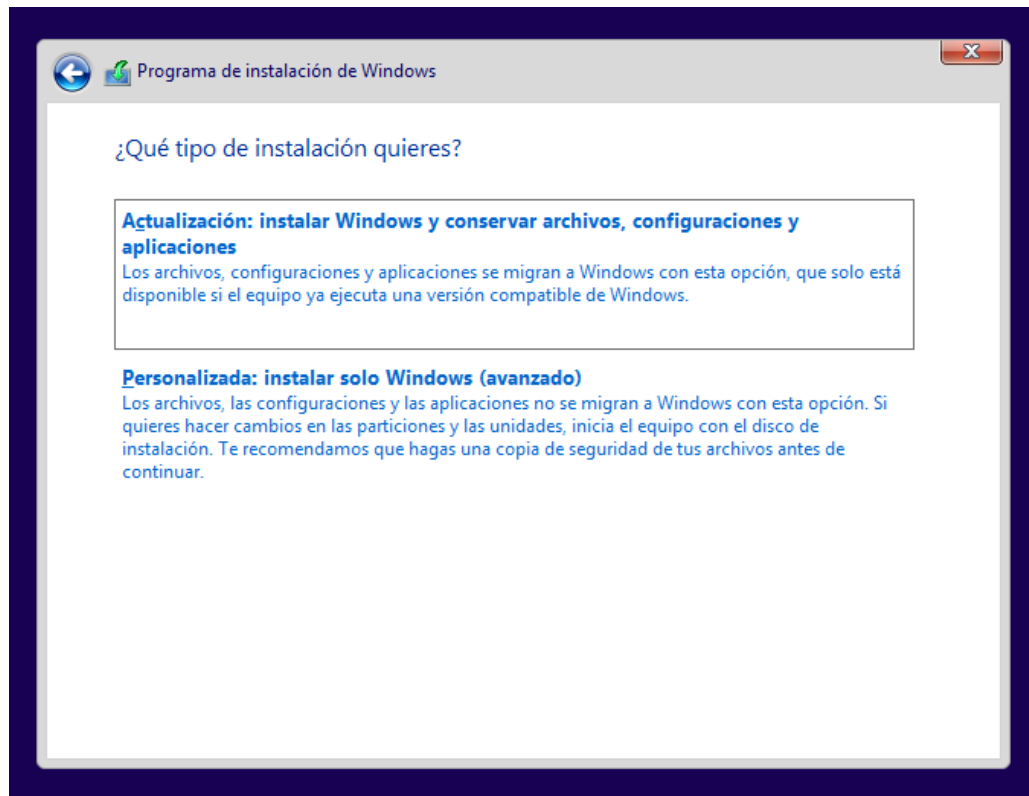 Programa de instalación de Windows
X
¿Qué tipo de instalación quieres?
Actualización: instalar Windows y conservar archivos, configuraciones y
aplicaciones
Los archivos, configuraciones y aplicaciones se migran a Windows con esta opción, que solo está
disponible si el equipo ya ejecuta una versión compatible de Windows.
Personalizada: instalar solo Windows (avanzado)
Los archivos, las configuraciones y las aplicaciones no se migran a Windows con esta opción. Si
quieres hacer cambios en las particiones y las unidades, inicia el equipo con el disco de
instalación. Te recomendamos que hagas una copia de seguridad de tus archivos antes de
continuar.